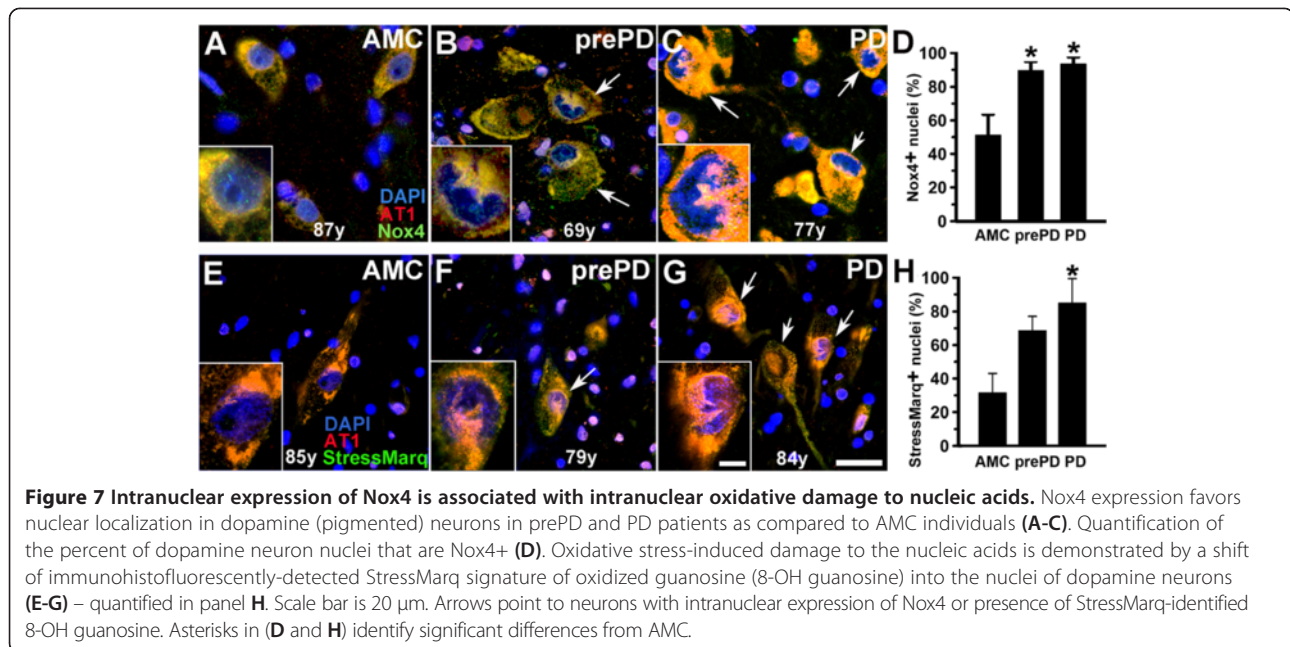 A
AMC
DAPI
AT1
Nox4
87y
B
prePD
69y
C
PD
77y
D
Nox4+ nuclei (%)
100
80
60
40
20
0
*
*
AMC prePD PD
E
AMC
DAPI
AT1
StressMarq
85y
F
prePD
79y
G
PD
84y
H
StressMarq+ nuclei (%)
100
80
60
40
20
0
*
AMC prePD PD
Figure 7 Intranuclear expression of Nox4 is associated with intranuclear oxidative damage to nucleic acids. Nox4 expression favors
nuclear localization in dopamine (pigmented) neurons in prePD and PD patients as compared to AMC individuals (A-C). Quantification of
the percent of dopamine neuron nuclei that are Nox4+ (D). Oxidative stress-induced damage to the nucleic acids is demonstrated by a shift
of immunohistofluorescently-detected StressMarq signature of oxidized guanosine (8-OH guanosine) into the nuclei of dopamine neurons
(E-G) – quantified in panel H. Scale bar is 20 μm. Arrows point to neurons with intranuclear expression of Nox4 or presence of StressMarq-identified
8-OH guanosine. Asterisks in (D and H) identify significant differences from AMC.